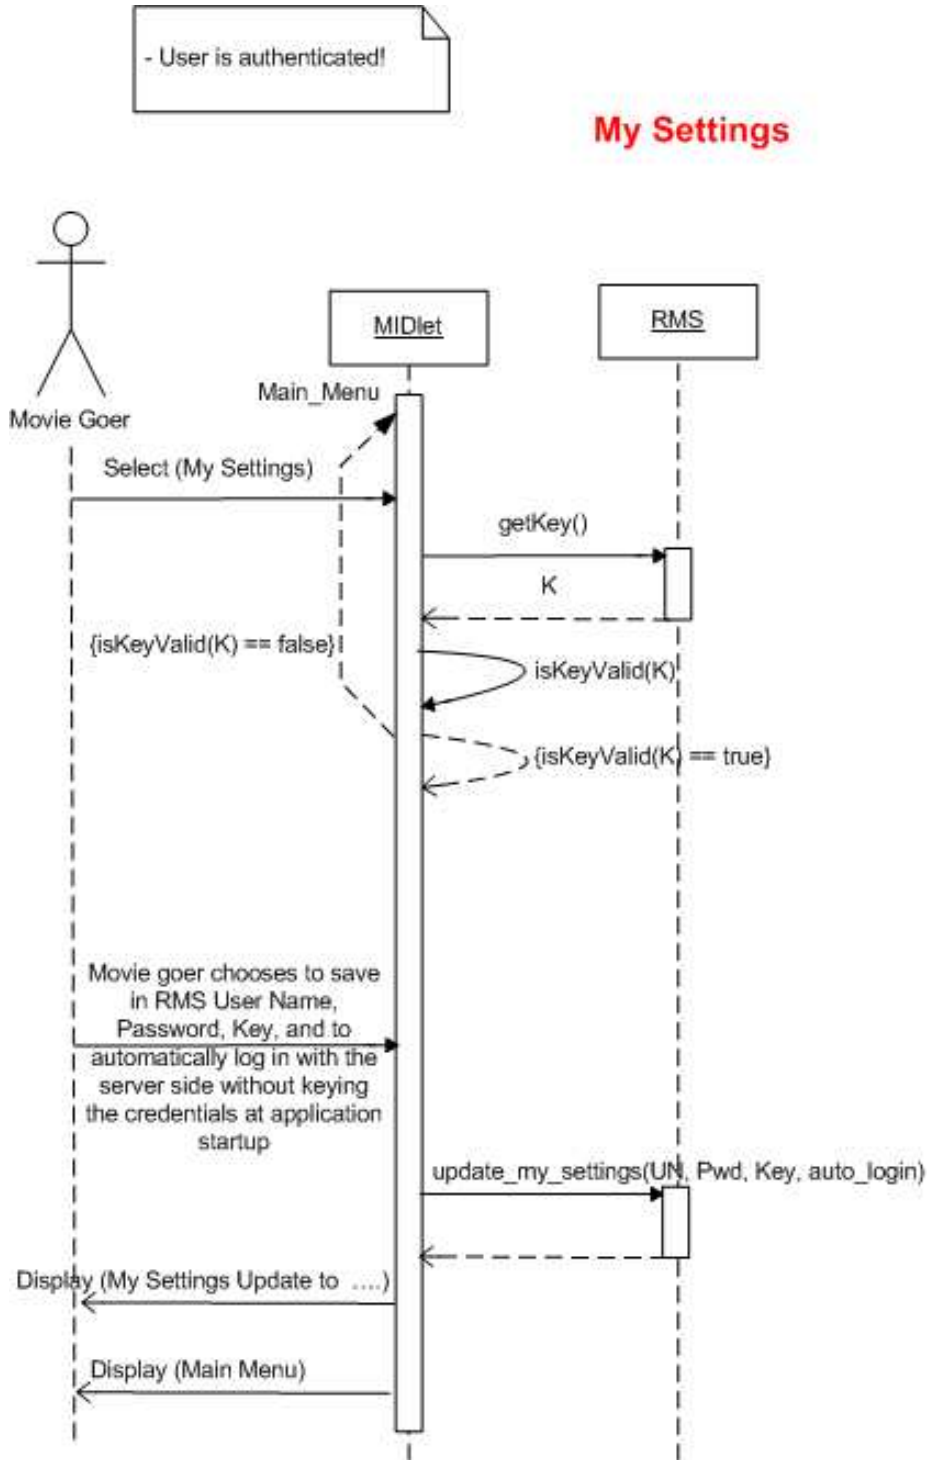 - User is authenticated!
My Settings
MIDlet
RMS
Main_Menu
Movie Goer
Select (My Settings)
getKey()
K
{isKeyValid(K) == false}
isKeyValid(K)
{isKeyValid(K) == true}
Movie goer chooses to save
in RMS User Name,
Password, Key, and to
automatically log in with the
server side without keying
the credentials at application
startup
update_my_settings(UN, Pwd, Key, auto_login)
Display (My Settings Update to ....)
Display (Main Menu)